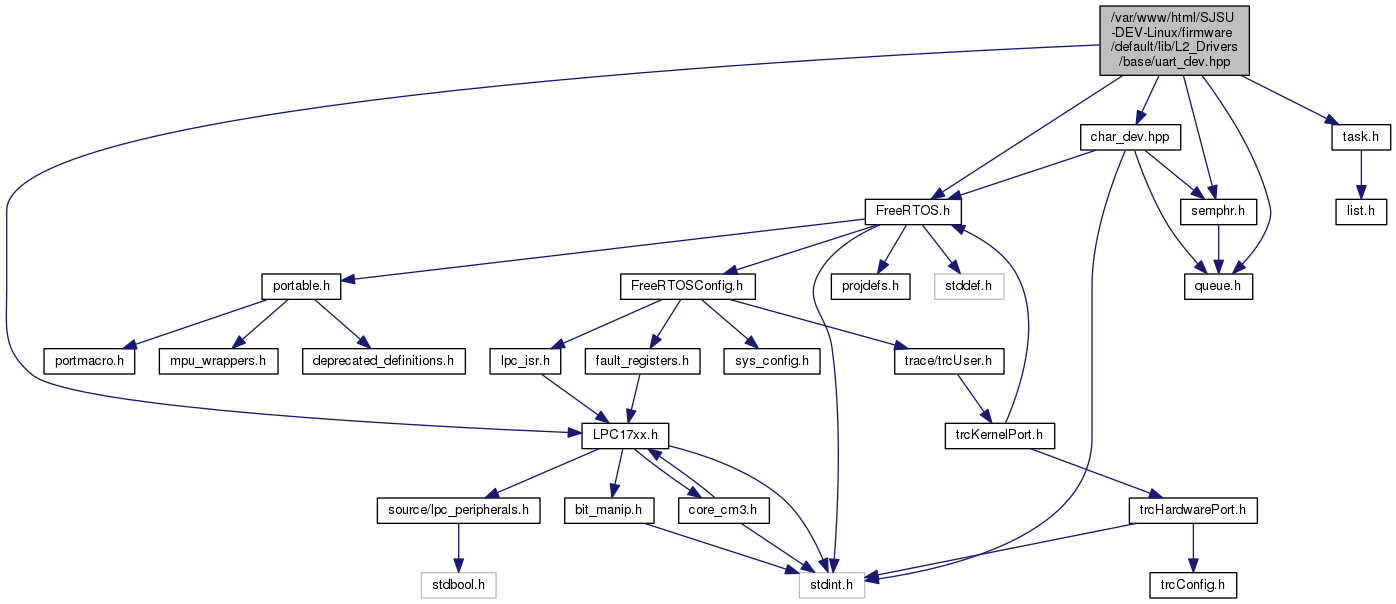 /var/www/html/SJSU
-DEV-Linux/firmware
/default/lib/L2_Drivers
/base/uart_dev.hpp
char_dev.hpp
task.h
FreeRTOS.h
semphr.h
list.h
portable.h
FreeRTOSConfig.h
projdefs.h
stddef.h
queue.h
portmacro.h
mpu_wrappers.h
deprecated_definitions.h
lpc_isr.h
fault_registers.h
sys_config.h
trace/trcUser.h
LPC17xx.h
trcKernelPort.h
source/lpc_peripherals.h
bit_manip.h
core_cm3.h
trcHardwarePort.h
stdbool.h
stdint.h
trcConfig.h